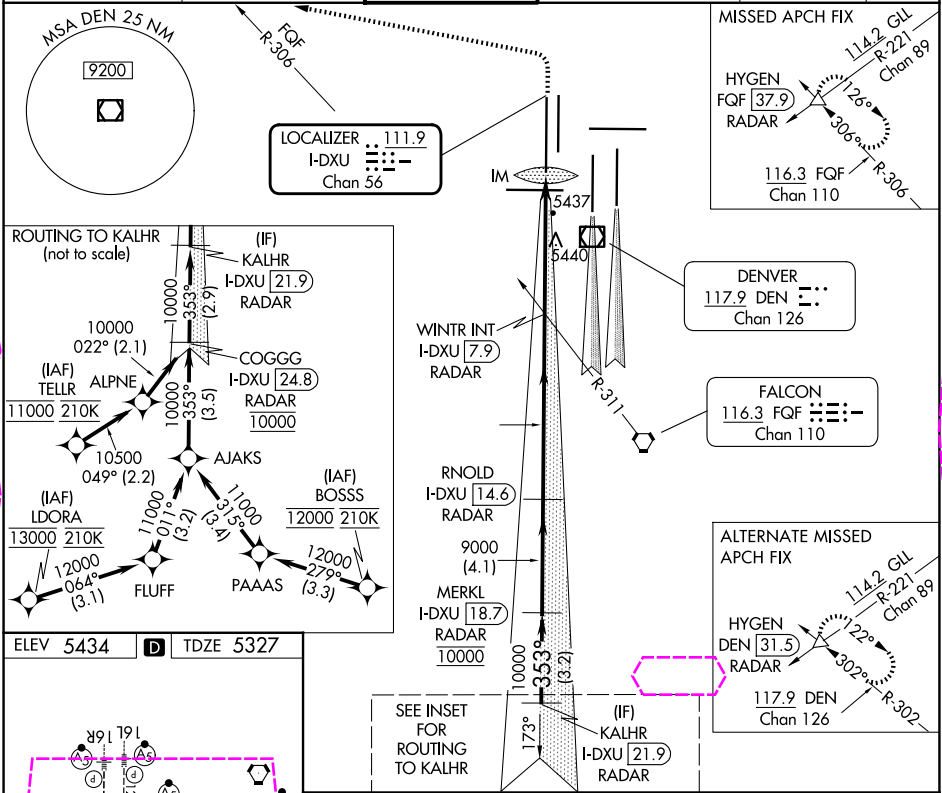 MSA DEN 25 NM
9200
FQF
R-306
LOCALIZER 111.9
I-DXU
Chan 56
IM
5437
5440
MISSED APCH FIX
114.2 GLL
R-221
Chan 89
HYGEN
FQF 37.9
RADAR
126°
306°
116.3 FQF
Chan 110
R-306
DENVER
117.9 DEN
Chan 126
WINTR INT
I-DXU 7.9
RADAR
R-311
FALCON
116.3 FQF
Chan 110
ROUTING TO KALHR
(not to scale)
(IF)
KALHR
I-DXU 21.9
RADAR
10000
353°
(2.9)
10000
022° (2.1)
COGGG
I-DXU 24.8
RADAR
10000
(IAF)
TELLR
11000 210K
ALPNE
10000
353°
(3.5)
10500
049° (2.2)
AJAKS
(IAF)
LDORA
13000 210K
11000
011°
(3.2)
11000
315°
(3.4)
(IAF)
BOSSS
12000 210K
12000
064°
(3.1)
FLUFF
PAAAS
12000
279°
(3.3)
RNOLD
I-DXU 14.6
RADAR
9000
(4.1)
MERKL
I-DXU 18.7
RADAR
10000
10000
353°
(3.2)
173°
SEE INSET
FOR
ROUTING
TO KALHR
(IF)
KALHR
I-DXU 21.9
RADAR
ALTERNATE MISSED
APCH FIX
114.2 GLL
R-221
Chan 89
HYGEN
DEN 31.5
RADAR
122°
302°
117.9 DEN
Chan 126
R-302
ELEV 5434
D
TDZE 5327
16R
16L
A5
A5
P
P
A5